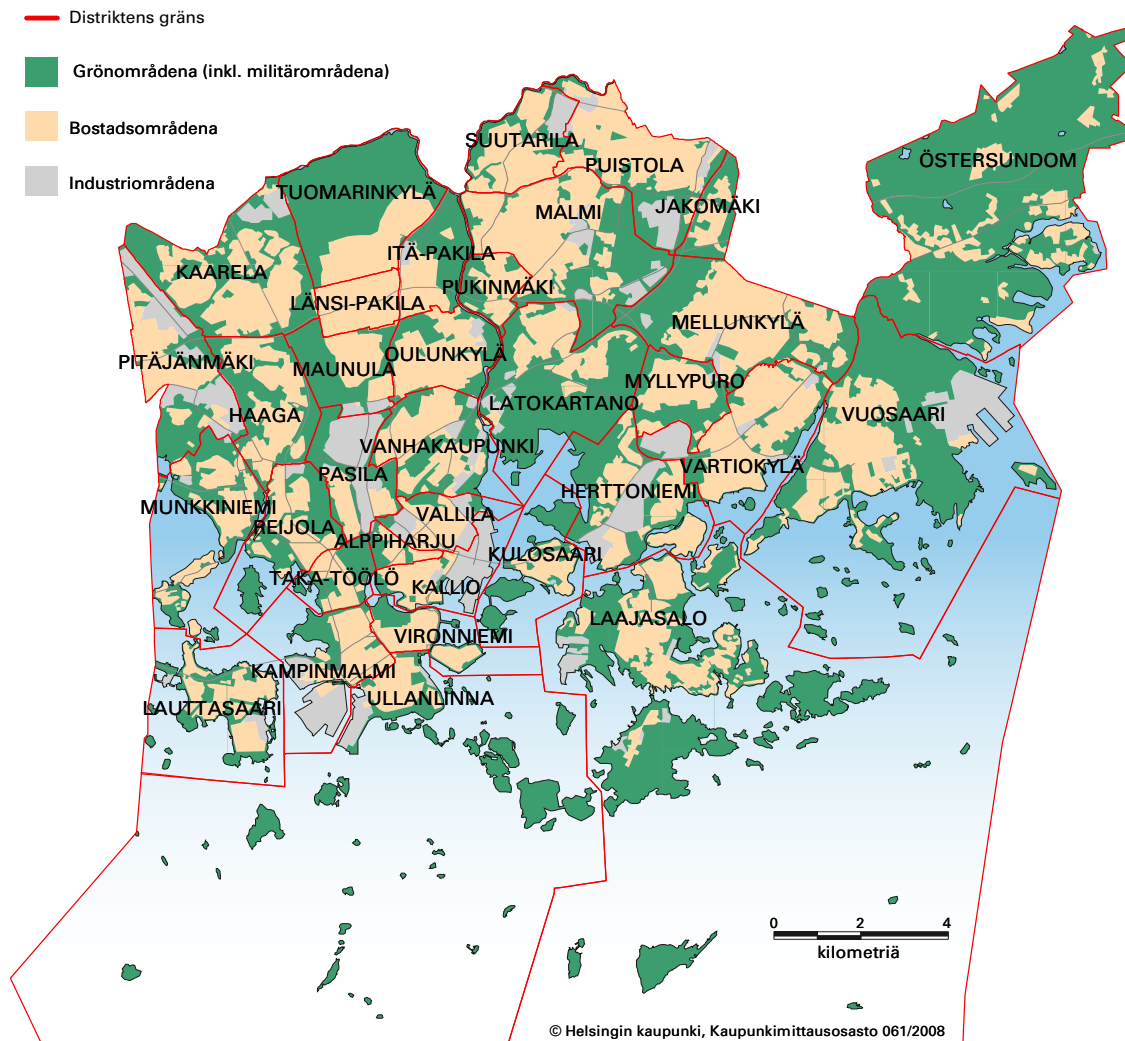 Distriktens gräns
Grönområdena (inkl. militärområdena)
Bostadsområdena
Industriområdena
SUUTARILA
PUISTOLA
ÖSTERSUNDOM
TUOMARINKYLÄ
MALMI
JAKOMÄKI
ITÄ-PAKILA
KAARELA
PUKINMÄKI
LÄNSI-PAKILA
MELLUNKYLÄ
OULUNKYLÄ
PITÄJÄNMÄKI
MAUNULA
MYLLYPURO
LATOKARTANO
HAAGA
VUOSAARI
VANHAKAUPUNKI
VARTIOKYLÄ
PASILA
HERTTONIEMI
MUNKKINIEMI
VALLILA
REIJOLA
ALPPIHARJU
KULOSAARI
TAKA-TÖÖLÖ
KALLIO
LAAJASALO
VIRONNIEMI
KAMPINMALMI
ULLANLINNA
LAUTTASAARI
0 2 4
kilometriä
© Helsingin kaupunki, Kaupunkimittausosasto 061/2008